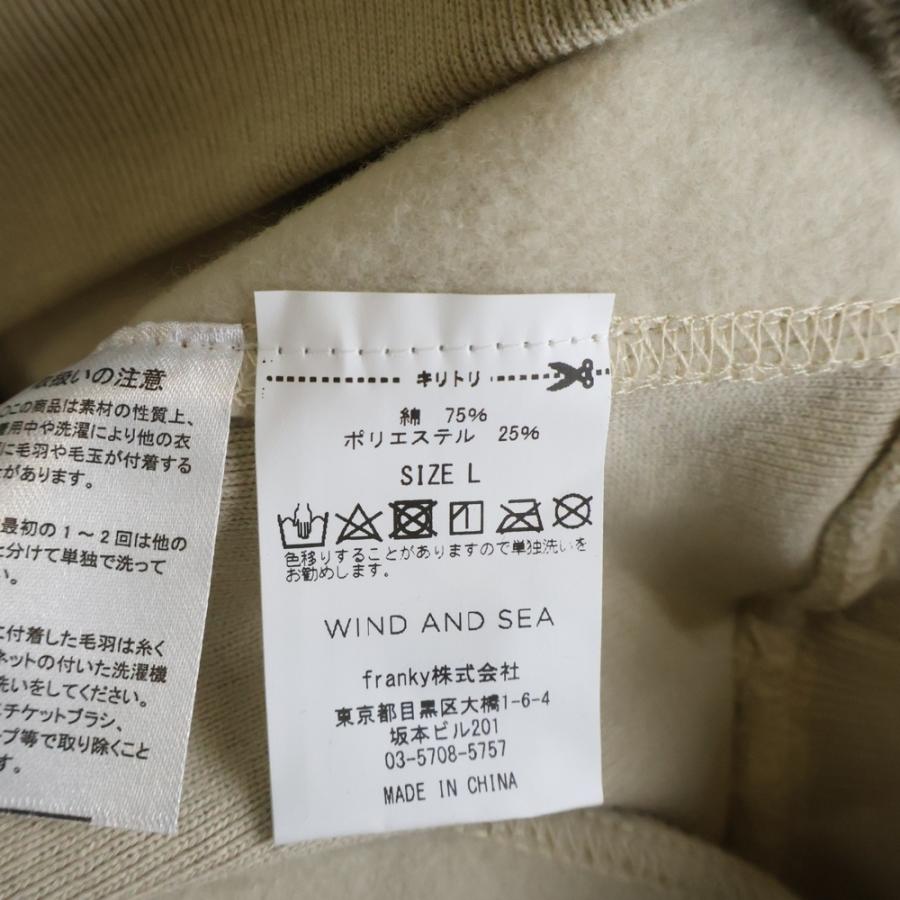 扱いの注意
この商品は素材の性質上、
着用中や洗濯により他の衣
に毛羽や毛玉が付着する
があります。
最初の1~2回は他の
分けて単独で洗って
い。
付着した毛羽は糸く
ネットの付いた洗濯機
洗いをしてください。
エチケットブラシ、
プ等で取り除くこと
す。
キリトリ
綿 75%
ポリエステル 25%
SIZE L
色移りすることがありますので単独洗いを
お勧めします。
WIND AND SEA
franky株式会社
東京都目黒区大橋1-6-4
坂本ビル201
03-5708-5757
MADE IN CHINA